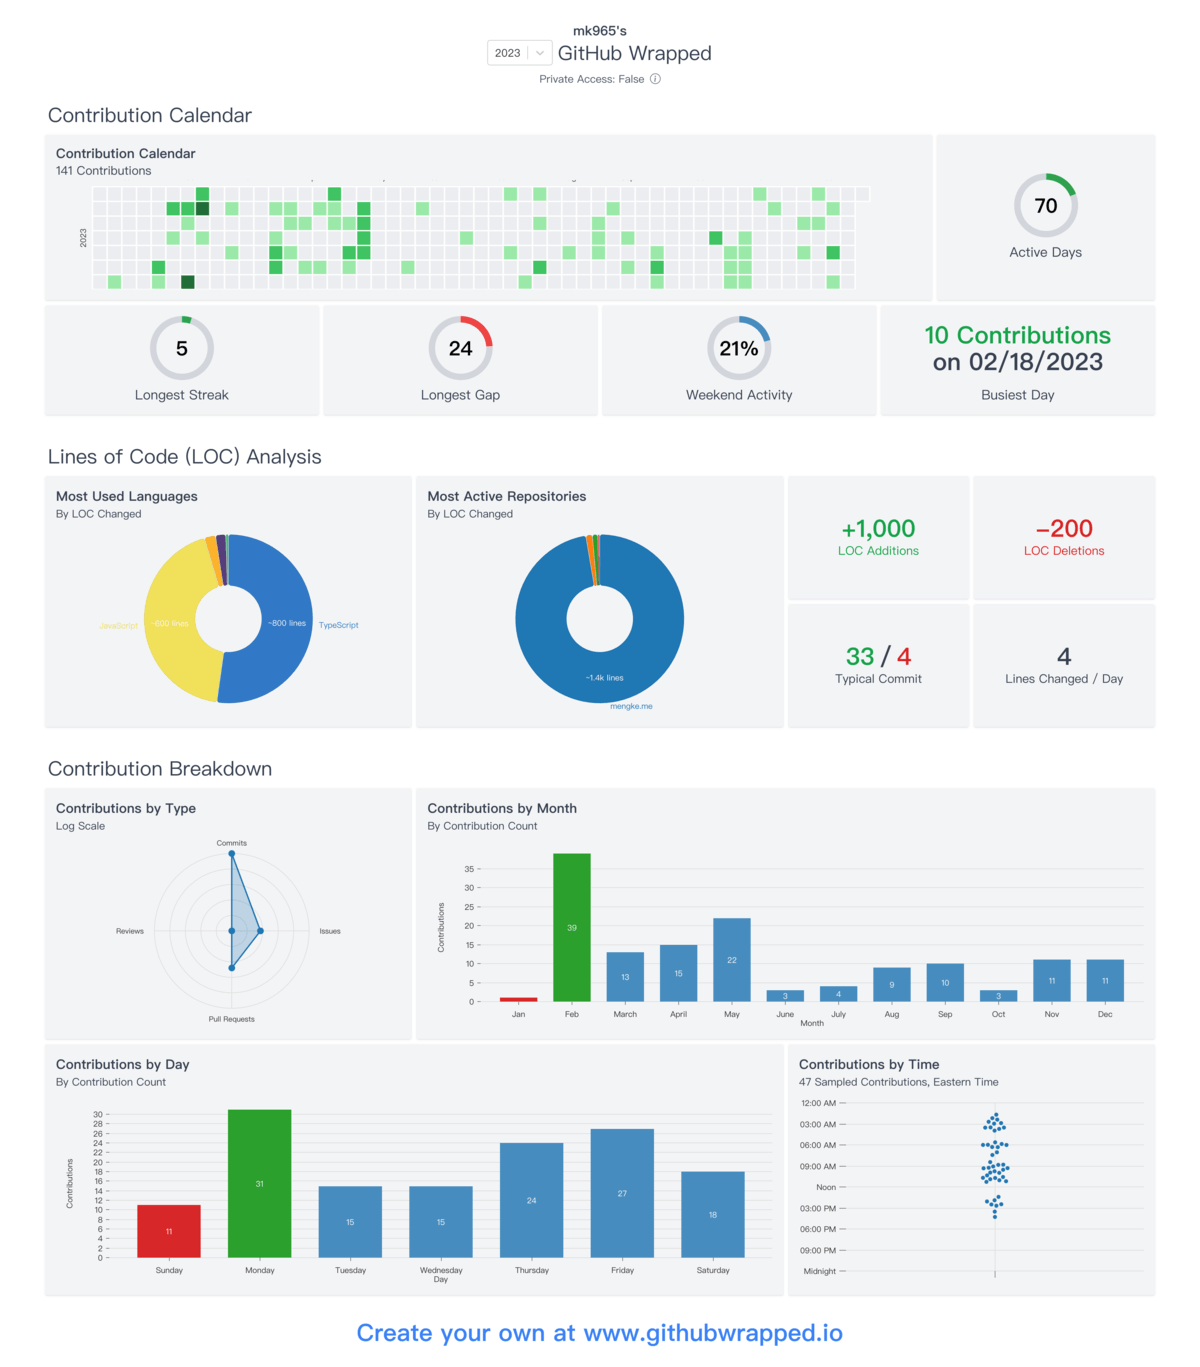 mk965's
2023 GitHub Wrapped
Private Access: False
Contribution Calendar
Contribution Calendar
141 Contributions
2023
70
Active Days
5
Longest Streak
24
Longest Gap
21%
Weekend Activity
10 Contributions
on 02/18/2023
Busiest Day
Lines of Code (LOC) Analysis
Most Used Languages
By LOC Changed
JavaScript
~600 lines
~800 lines
TypeScript
Most Active Repositories
By LOC Changed
~1.4k lines
mengke.me
+1,000
LOC Additions
−200
LOC Deletions
33 / 4
Typical Commit
4
Lines Changed / Day
Contribution Breakdown
Contributions by Type
Log Scale
Commits
Reviews
Issues
Pull Requests
Contributions by Month
By Contribution Count
Contributions
35
30
25
20
15
10
5
0
39
13
15
22
3
4
9
10
3
11
11
Jan
Feb
March
April
May
June
July
Aug
Sep
Oct
Nov
Dec
Month
Contributions by Day
By Contribution Count
Contributions
30
28
26
24
22
20
18
16
14
12
10
8
6
4
2
0
11
31
15
15
24
27
18
Sunday
Monday
Tuesday
Wednesday
Thursday
Friday
Saturday
Day
Contributions by Time
47 Sampled Contributions, Eastern Time
12:00 AM
03:00 AM
06:00 AM
09:00 AM
Noon
03:00 PM
06:00 PM
09:00 PM
Midnight
Create your own at www.githubwrapped.io